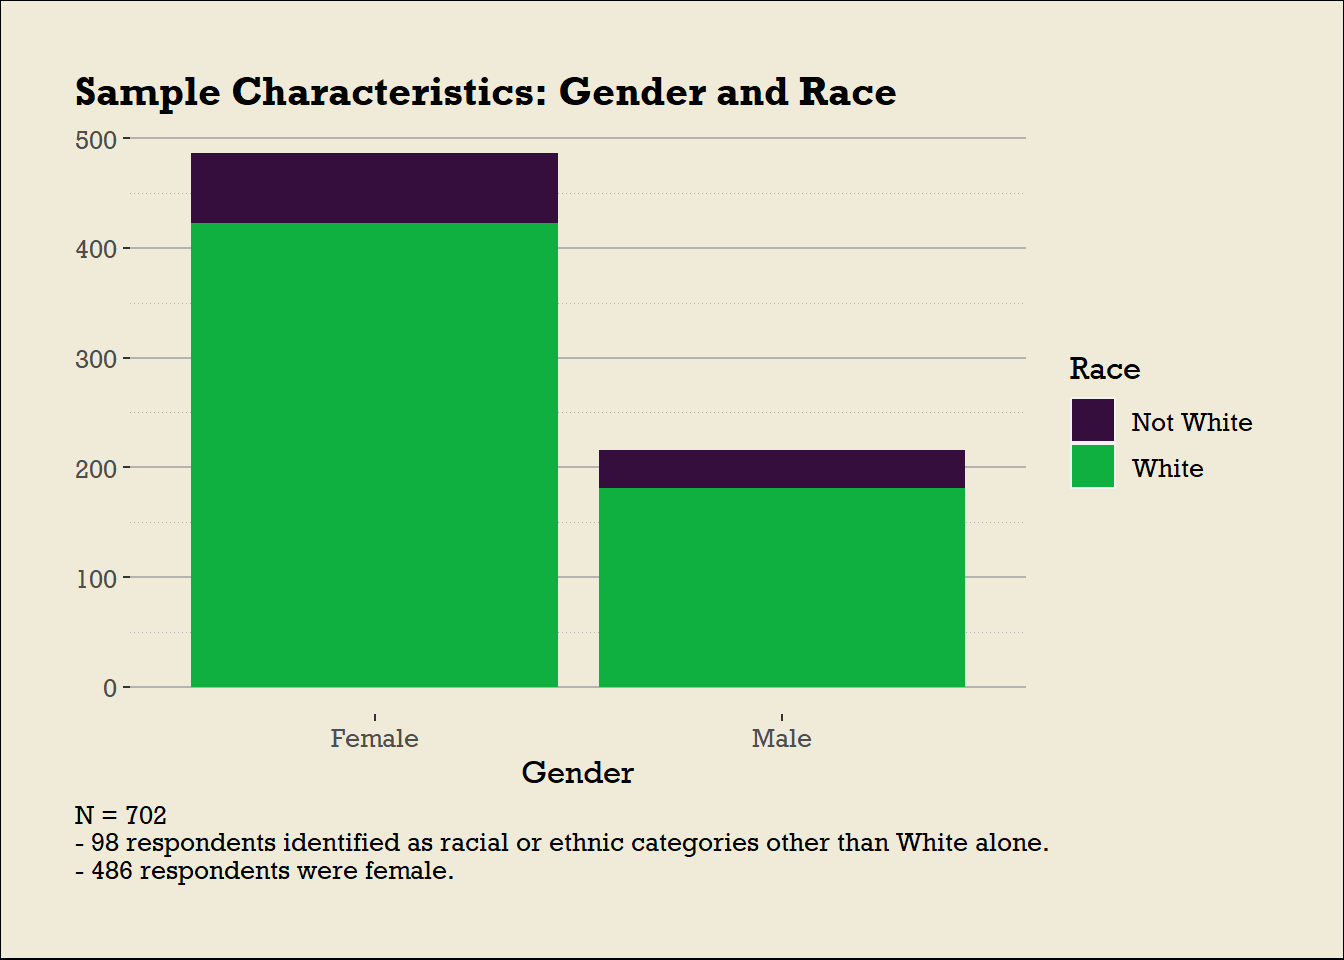 Sample Characteristics: Gender and Race
500
400
300
200
100
0
Female
Male
Gender
Race
Not White
White
N = 702
- 98 respondents identified as racial or ethnic categories other than White alone.
- 486 respondents were female.